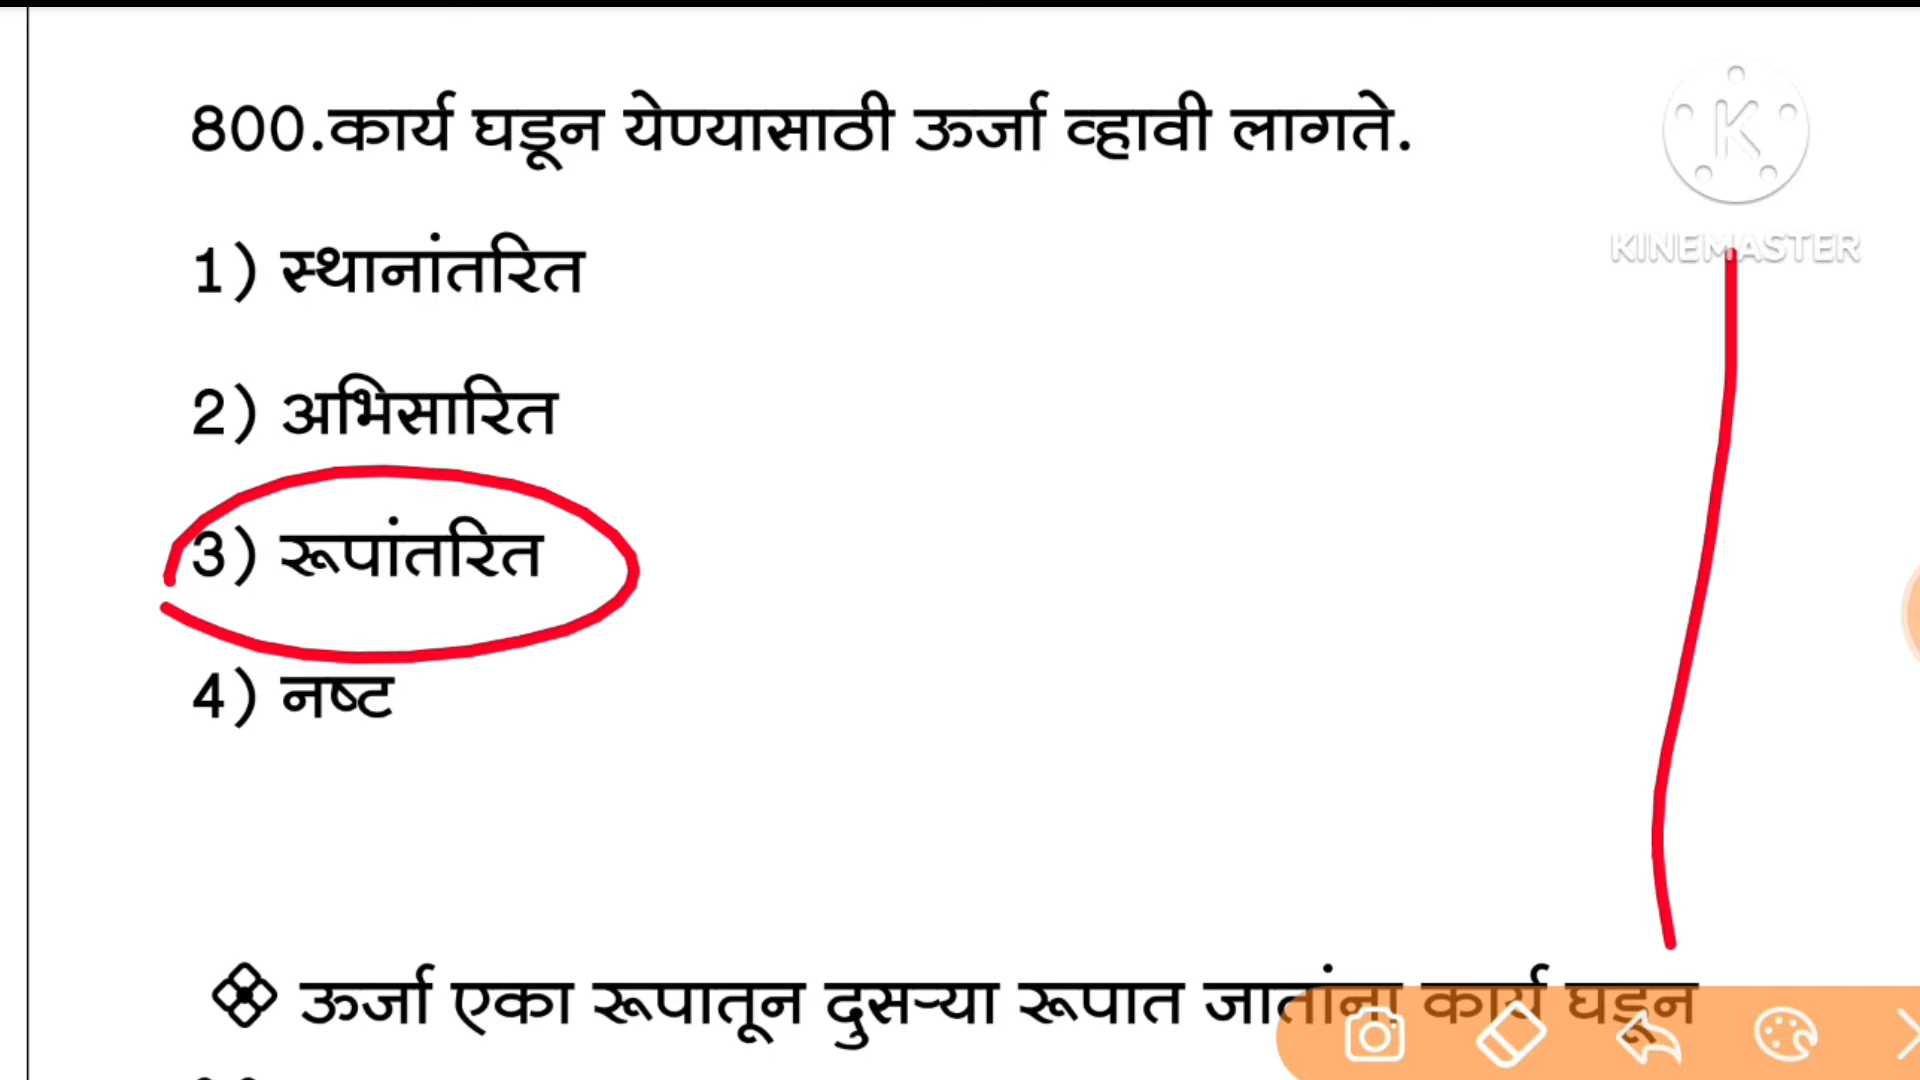 800.कार्य घडून येण्यासाठी ऊर्जा व्हावी लागते.
K
KINEMASTER
1) स्थानांतरित
2) अभिसारित
3) रूपांतरित
4) नष्ट
ऊर्जा एका रूपातून दुसऱ्या रूपात जातांना कार्य घडून